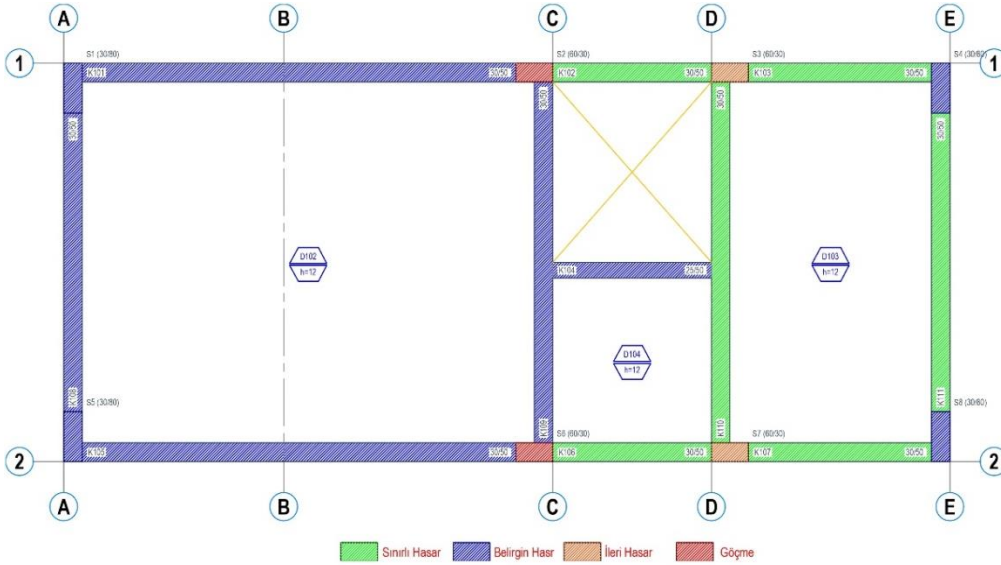 A B C D E
S1 (30/80) S2 (60/30) S3 (60/30) S4 (30/80)
1 K101 30/50 K102 30/50 K103 30/50 1
30/50 30/50 30/50 30/50
D102 D103
h=12 h=12
K104 25/50
D104
h=12
K108 K109 K110 K111
S5 (30/80) S6 (60/30) S7 (60/30) S8 (30/80)
2 K105 30/50 K106 30/50 K107 30/50 2
A B C D E
Sınırlı Hasar Belirgin Hasr İleri Hasar Göçme